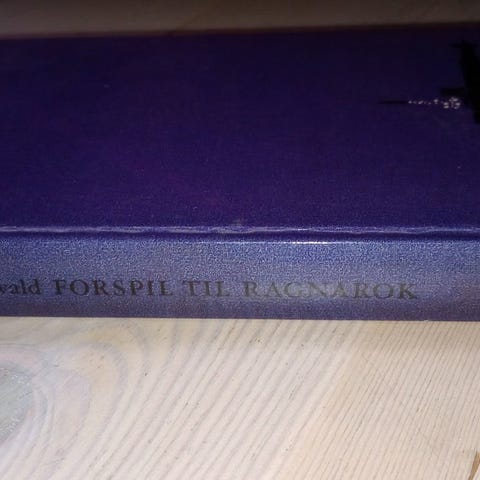 vald FORSPIL TIL RAGNAROK